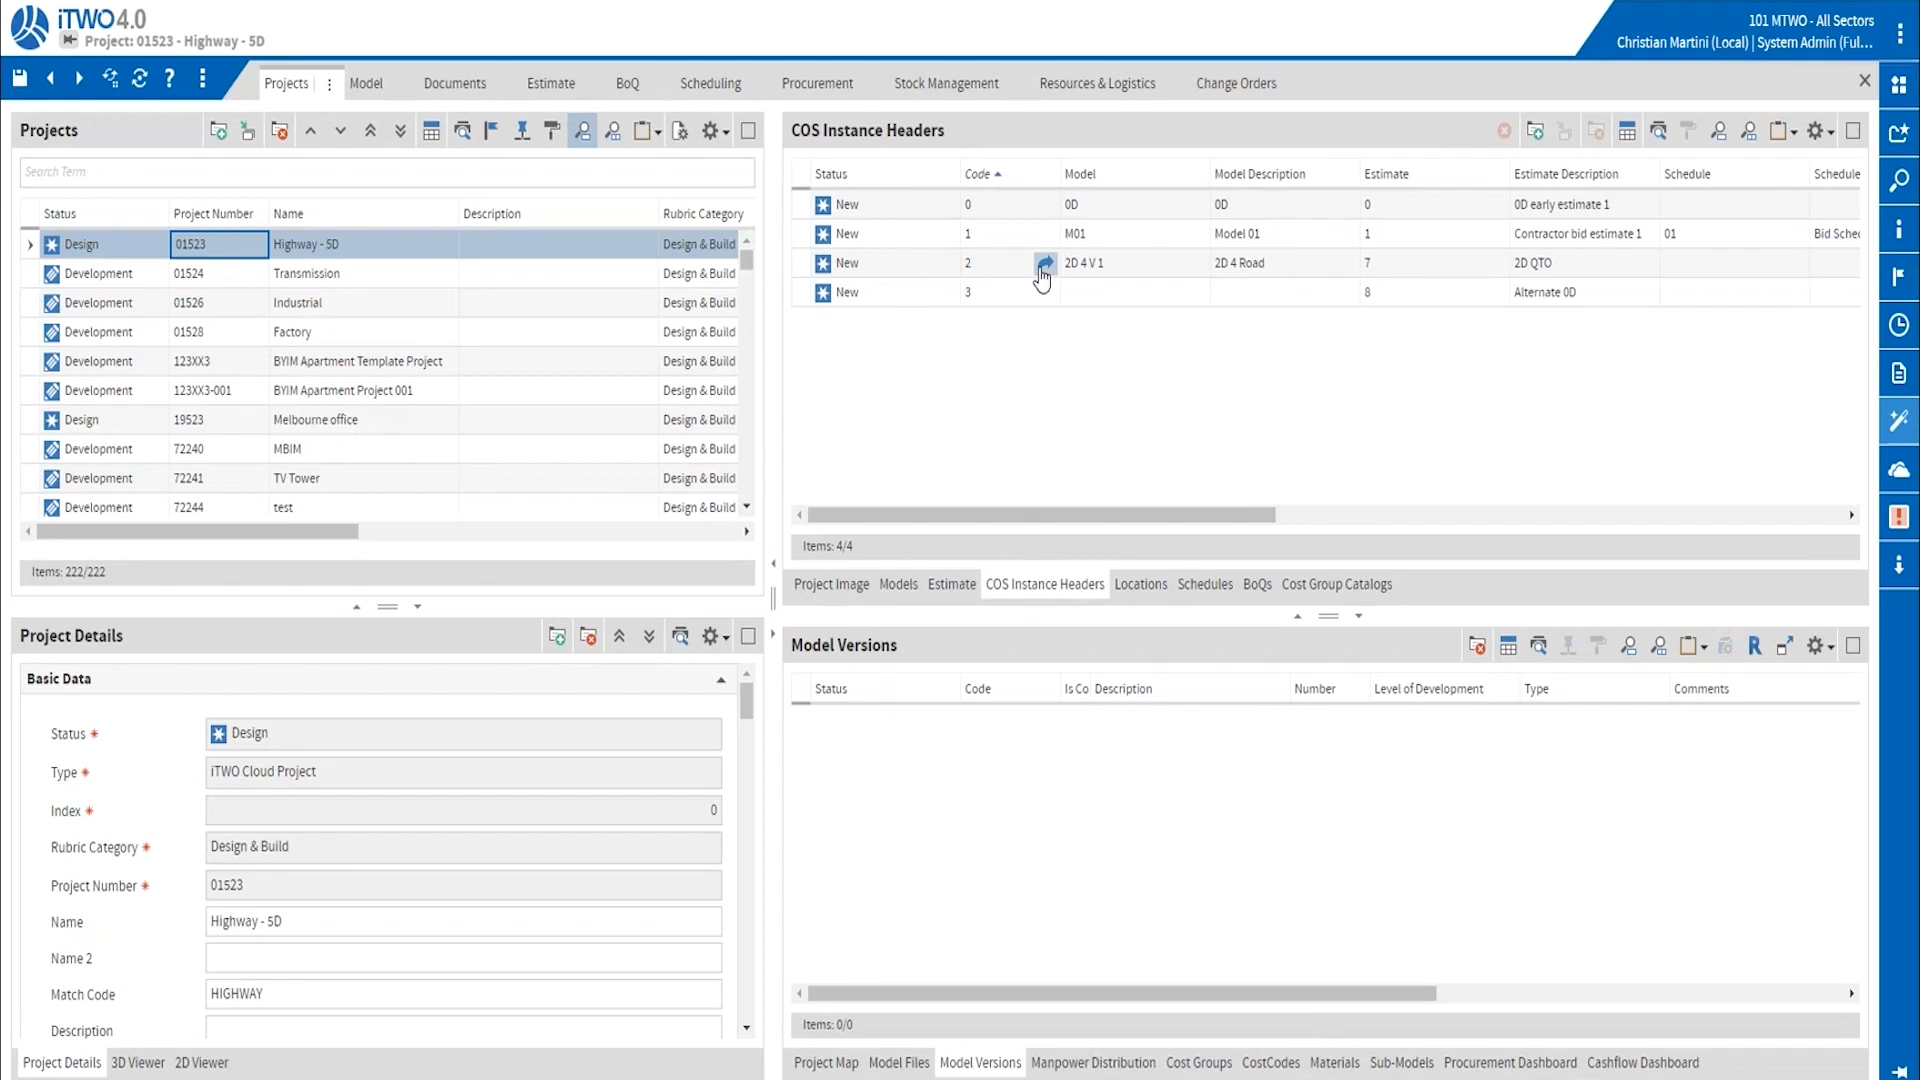 iTWO 4.0
Project: 01523 - Highway - 5D
101 MTWO - All Sectors
Christian Martini (Local) | System Admin (Ful...
?
Projects Model Documents Estimate BoQ Scheduling Procurement Stock Management Resources & Logistics Change Orders
Projects
Search Term
Status Project Number Name Description Rubric Category
Design 01523 Highway - 5D Design & Build
Development 01524 Transmission Design & Build
Development 01526 Industrial Design & Build
Development 01528 Factory Design & Build
Development 123XX3 BYIM Apartment Template Project Design & Build
Development 123XX3-001 BYIM Apartment Project 001 Design & Build
Design 19523 Melbourne office Design & Build
Development 72240 MBIM Design & Build
Development 72241 TV Tower Design & Build
Development 72244 test Design & Build
Items: 222/222
COS Instance Headers
Status Code Model Model Description Estimate Estimate Description Schedule Schedule
New 0 0D 0D 0 0D early estimate 1
New 1 M01 Model 01 1 Contractor bid estimate 1 01 Bid Sched
New 2 2D 4 V 1 2D 4 Road 7 2D QTO
New 3 8 Alternate 0D
Items: 4/4
Project Image Models Estimate COS Instance Headers Locations Schedules BoQs Cost Group Catalogs
Project Details
Basic Data
Status * Design
Type * iTWO Cloud Project
Index * 0
Rubric Category * Design & Build
Project Number * 01523
Name Highway - 5D
Name 2
Match Code HIGHWAY
Description
Project Details 3D Viewer 2D Viewer
Model Versions
R
Status Code Is Co Description Number Level of Development Type Comments
Items: 0/0
Project Map Model Files Model Versions Manpower Distribution Cost Groups CostCodes Materials Sub-Models Procurement Dashboard Cashflow Dashboard